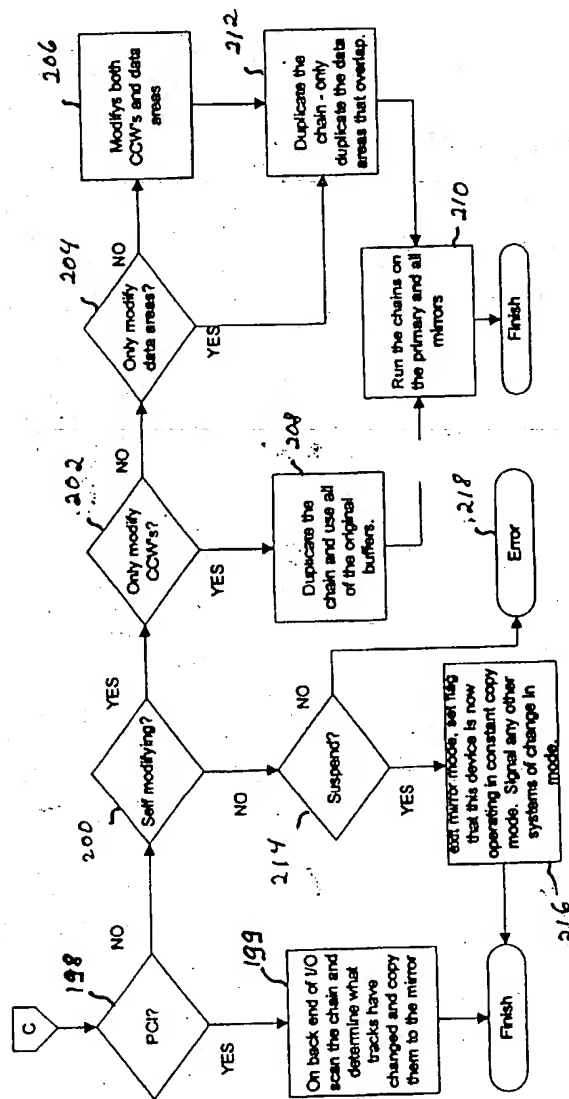 C
198
PCI?
NO
YES
199
On back end of I/O
scan the chain and
determine what
tracks have
changed and copy
them to the mirror
Finish
200
Self modifying?
YES
NO
214
Suspend?
NO
YES
exit mirror mode, set flag
that this device is now
operating in constant copy
mode. Signal any other
systems of change in
mode.
216
Error
218
202
Only modify
CCW's?
NO
YES
208
Duplicate the
chain and use all
of the original
buffers.
204
Only modify
data areas?
NO
YES
206
Modifys both
CCW's and data
areas
212
Duplicate the
chain - only
duplicate the data
areas that overlap.
210
Run the chains on
the primary and all
mirrors
Finish